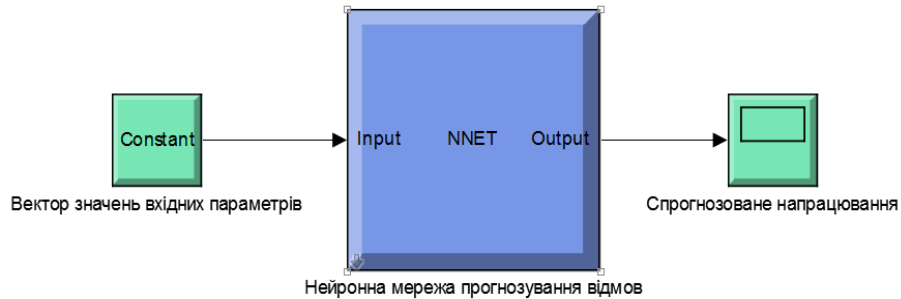 Constant
Вектор значень вхідних параметрів
Input NNET Output
Нейронна мережа прогнозування відмов
Спрогнозоване напрацювання